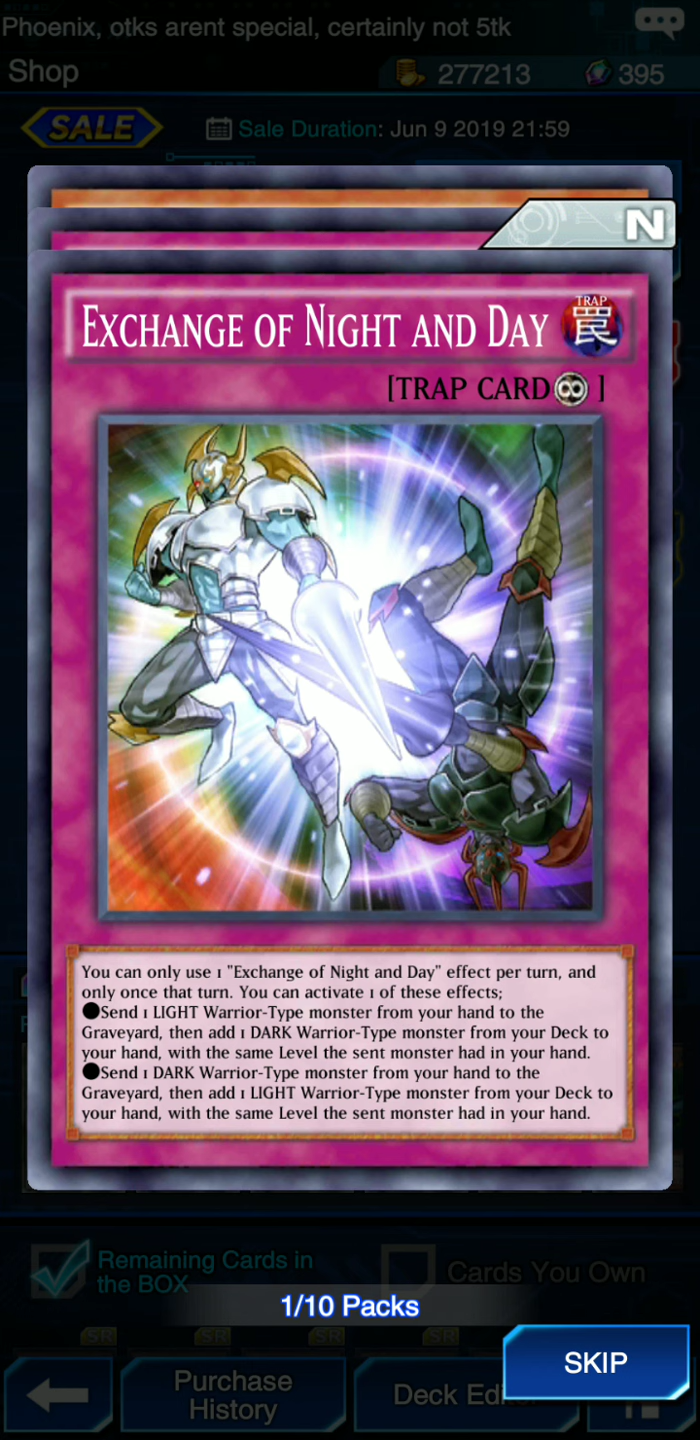 Phoenix, otks arent special, certainly not 5tk
Shop
277213
395
SALE
Sale Duration: Jun 9 2019 21:59
N
EXCHANGE OF NIGHT AND DAY
TRAP
罠
[TRAP CARD ]
You can only use 1 "Exchange of Night and Day" effect per turn, and
only once that turn. You can activate 1 of these effects;
●Send 1 LIGHT Warrior-Type monster from your hand to the
Graveyard, then add 1 DARK Warrior-Type monster from your Deck to
your hand, with the same Level the sent monster had in your hand.
●Send 1 DARK Warrior-Type monster from your hand to the
Graveyard, then add 1 LIGHT Warrior-Type monster from your Deck to
your hand, with the same Level the sent monster had in your hand.
Remaining Cards in
the BOX
Cards You Own
1/10 Packs
SR SR SR SR
SKIP
Purchase
History
Deck Edit